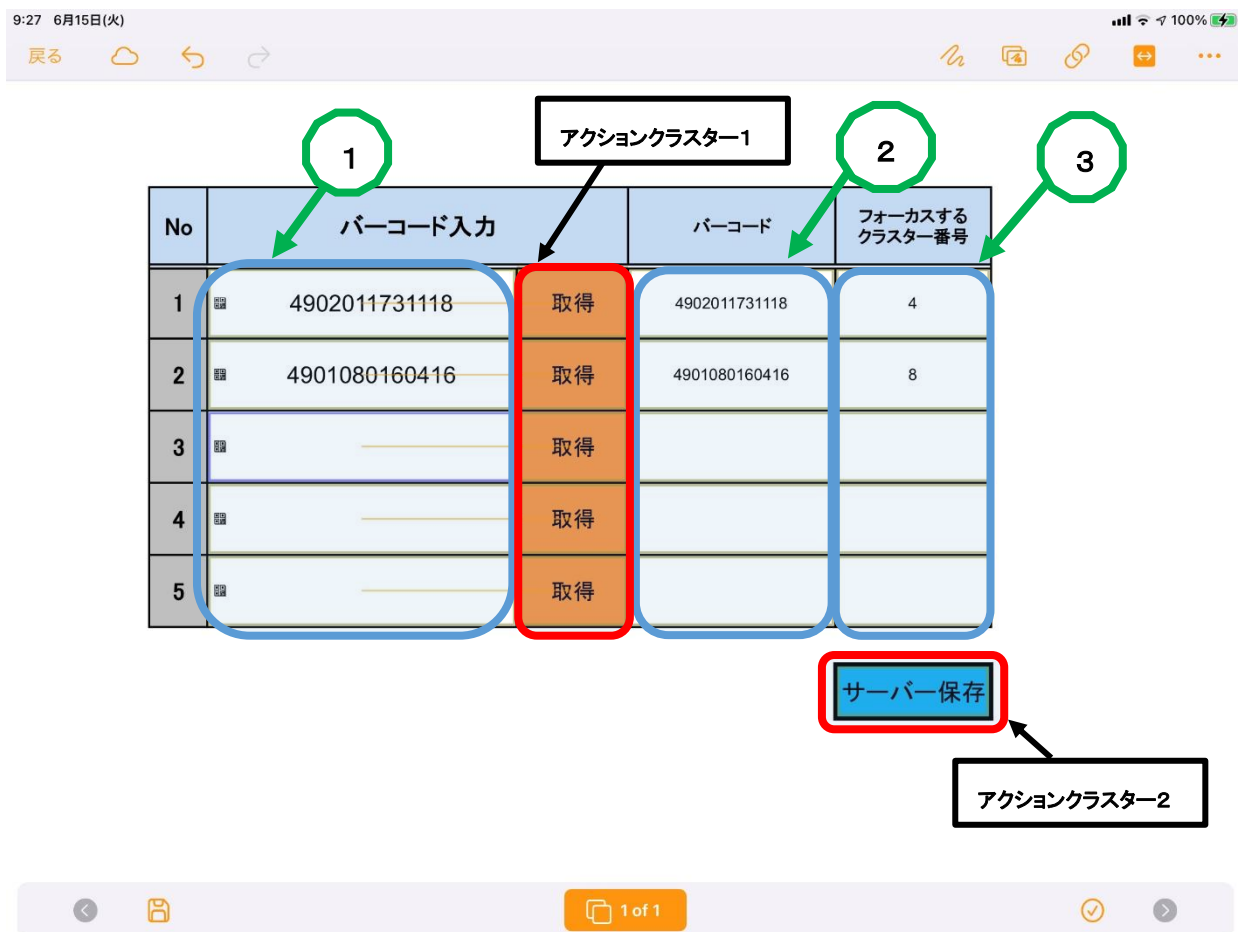 9:27 6月15日(火)
100%
戻る
アクションクラスター1
1
2
3
No バーコード入力 バーコード フォーカスする
クラスター番号
1 4902011731118 取得 4902011731118 4
2 4901080160416 取得 4901080160416 8
3 取得
4 取得
5 取得
サーバー保存
アクションクラスター2
1 of 1